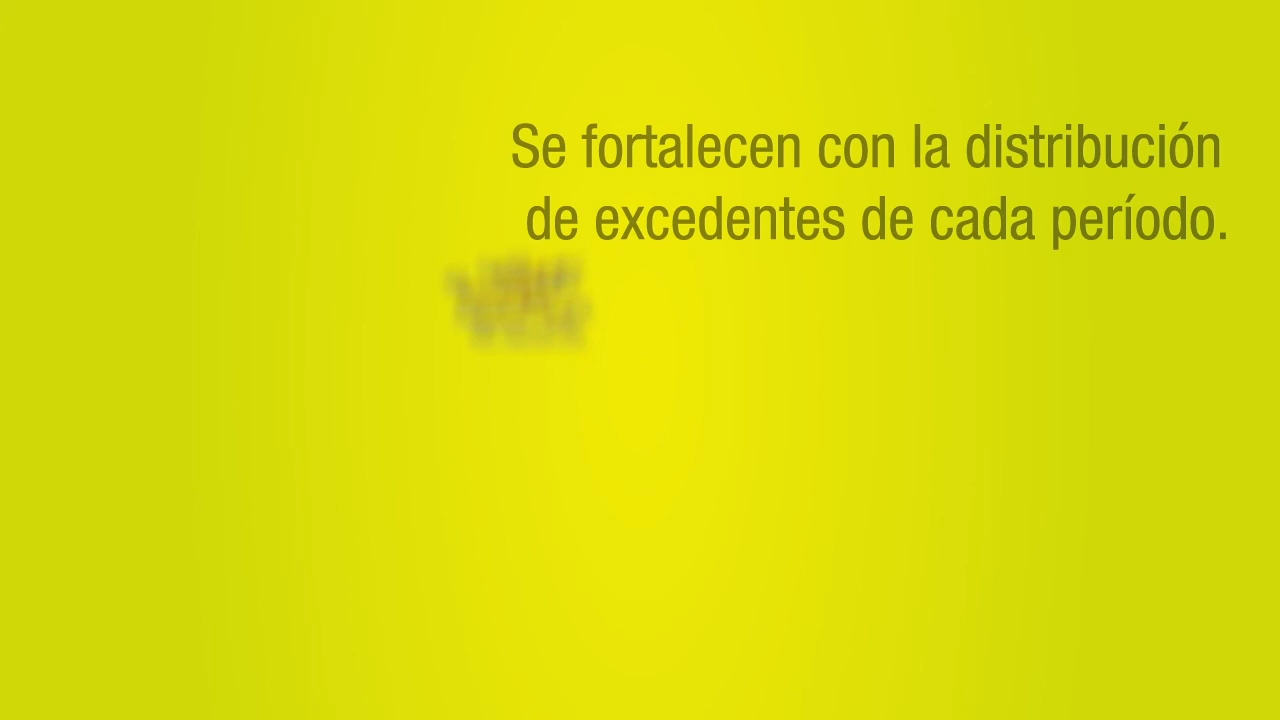 Se fortalecen con la distribución
de excedentes de cada período.